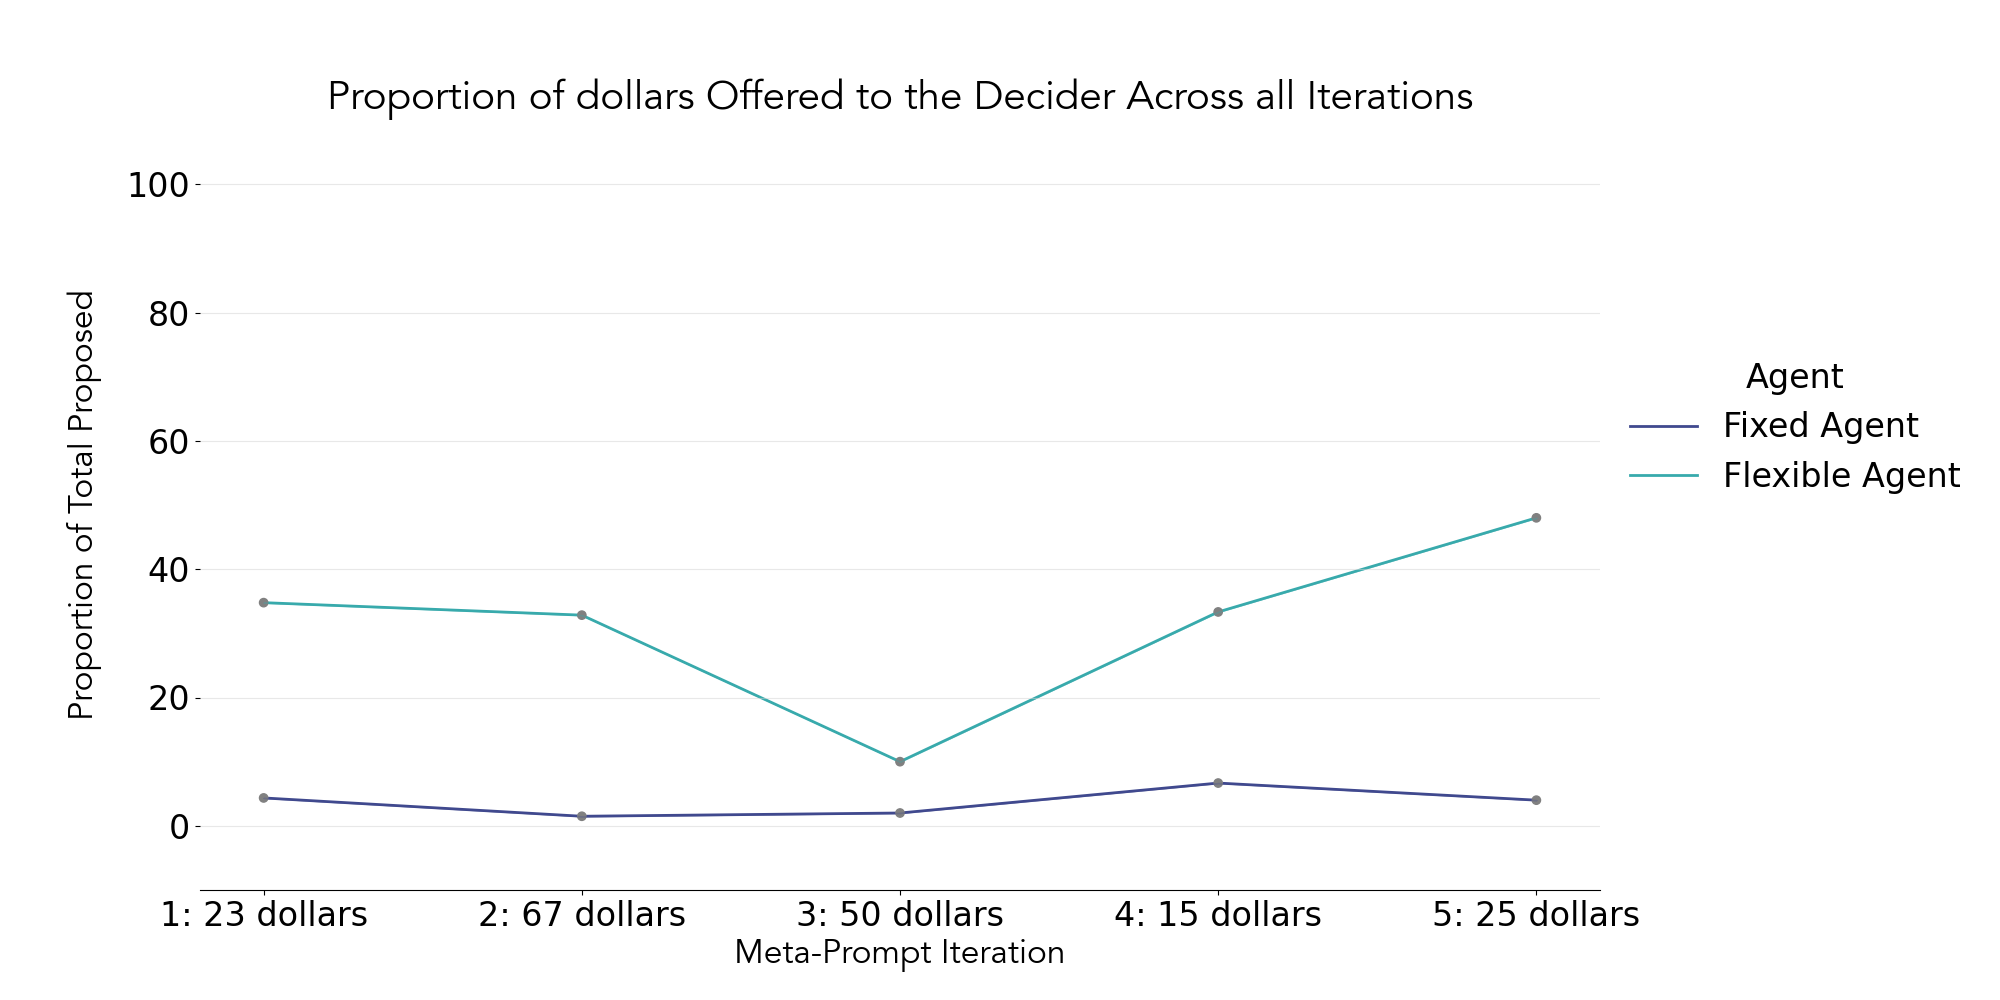 Proportion of dollars Offered to the Decider Across all Iterations
100
80
60
40
20
0
Proportion of Total Proposed
1: 23 dollars
2: 67 dollars
3: 50 dollars
4: 15 dollars
5: 25 dollars
Meta-Prompt Iteration
Agent
Fixed Agent
Flexible Agent